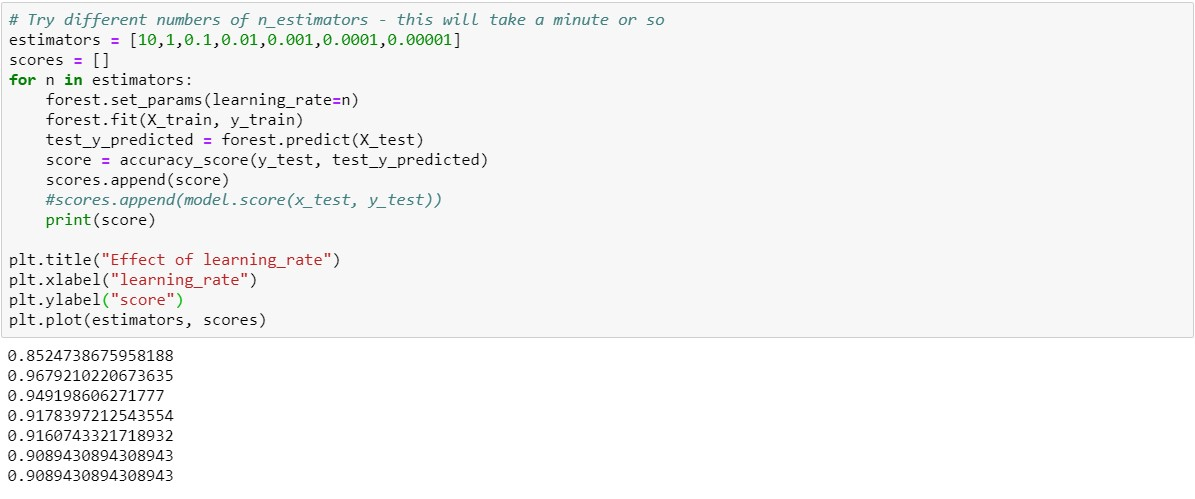 # Try different numbers of n_estimators - this will take a minute or so
estimators = [10,1,0.1,0.01,0.001,0.0001,0.00001]
scores = []
for n in estimators:
    forest.set_params(learning_rate=n)
    forest.fit(X_train, y_train)
    test_y_predicted = forest.predict(X_test)
    score = accuracy_score(y_test, test_y_predicted)
    scores.append(score)
    #scores.append(model.score(x_test, y_test))
    print(score)

plt.title("Effect of learning_rate")
plt.xlabel("learning_rate")
plt.ylabel("score")
plt.plot(estimators, scores)
0.8524738675958188
0.9679210220673635
0.949198606271777
0.9178397212543554
0.9160743321718932
0.9089430894308943
0.9089430894308943